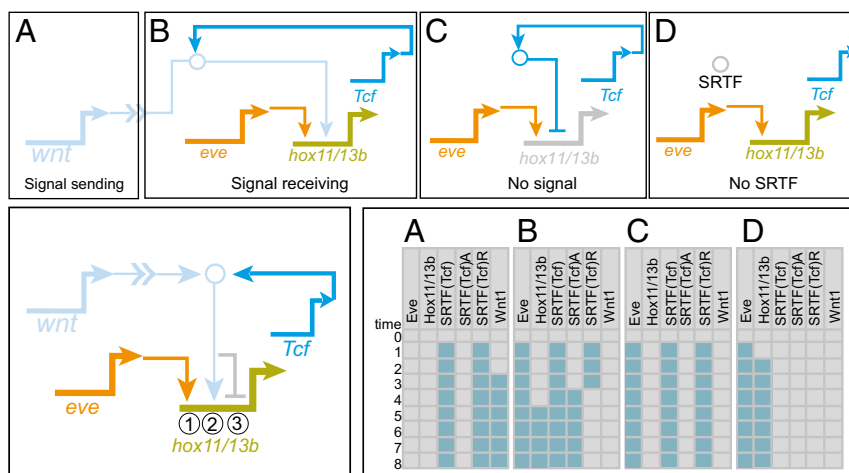 A
wnt
Signal sending
B
Tcf
eve
hox11/13b
Signal receiving
C
Tcf
eve
hox11/13b
No signal
D
SRTF
Tcf
eve
hox11/13b
No SRTF
wnt
Tcf
eve
1 2 3
hox11/13b
A B C D
Eve Hox11/13b SRTF(Tcf) SRTF(Tcf)A SRTF(Tcf)R Wnt1
Eve Hox11/13b SRTF(Tcf) SRTF(Tcf)A SRTF(Tcf)R Wnt1
Eve Hox11/13b SRTF(Tcf) SRTF(Tcf)A SRTF(Tcf)R Wnt1
Eve Hox11/13b SRTF(Tcf) SRTF(Tcf)A SRTF(Tcf)R Wnt1
time
0
1
2
3
4
5
6
7
8